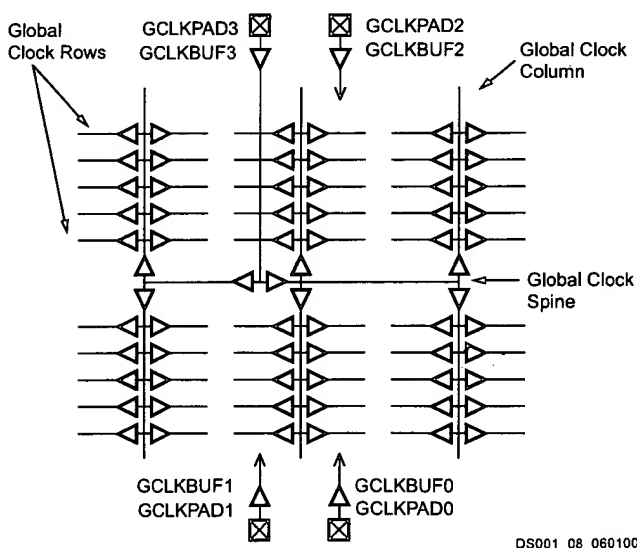 Global
Clock Rows
GCLKPAD3
GCLKBUF3
GCLKPAD2
GCLKBUF2
Global Clock
Column
Global Clock
Spine
GCLKBUF1
GCLKPAD1
GCLKBUF0
GCLKPAD0
DS001_08_060100